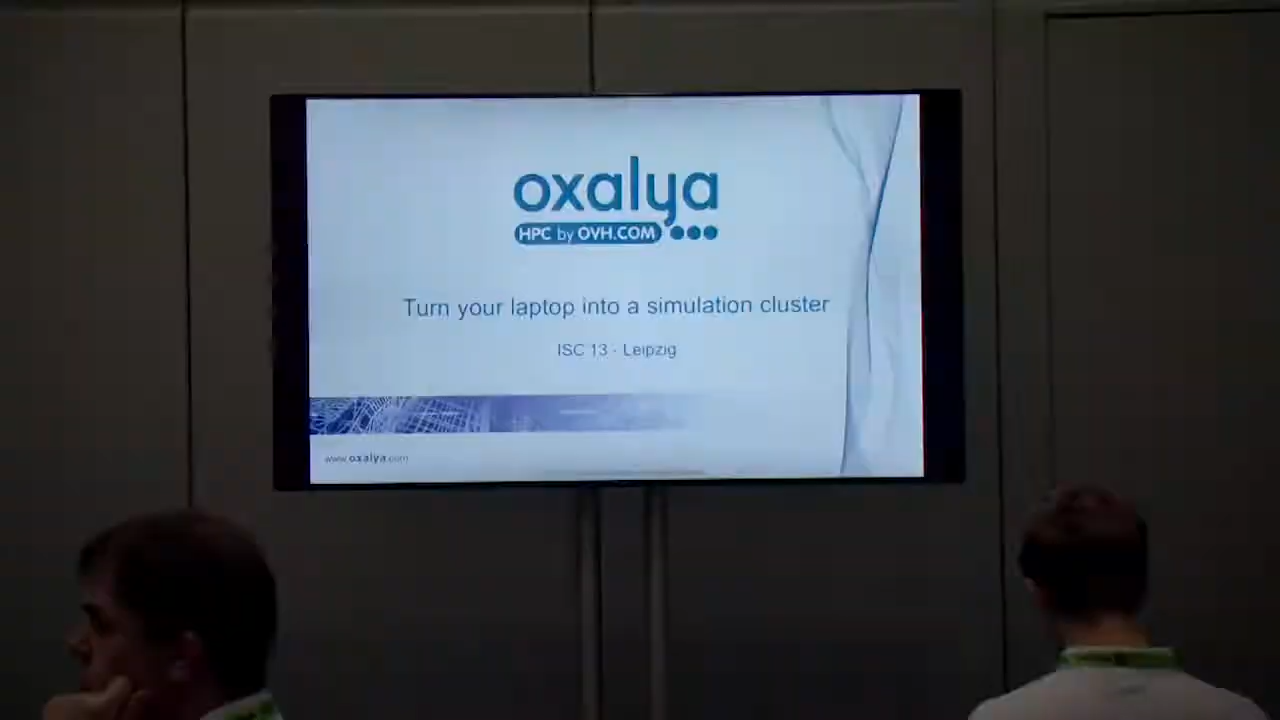 oxalya
HPC by OVH.COM
Turn your laptop into a simulation cluster
ISC 13 - Leipzig
www.oxalya.com